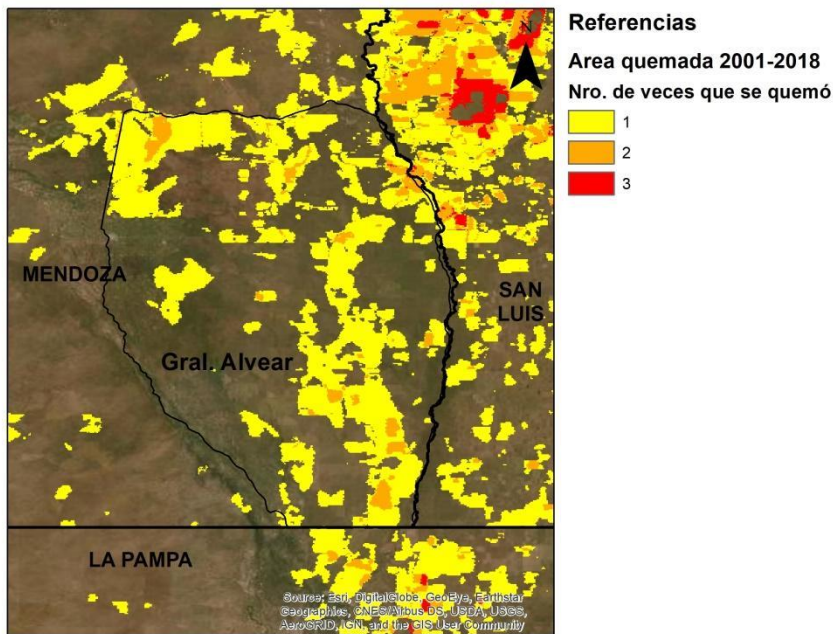 Referencias
Area quemada 2001-2018
Nro. de veces que se quemó
1
2
3
N
MENDOZA
SAN
LUIS
Gral. Alvear
LA PAMPA
Source: Esri, DigitalGlobe, GeoEye, Earthstar
Geographics, CNES/Airbus DS, USDA, USGS,
AeroGRID, IGN, and the GIS User Community